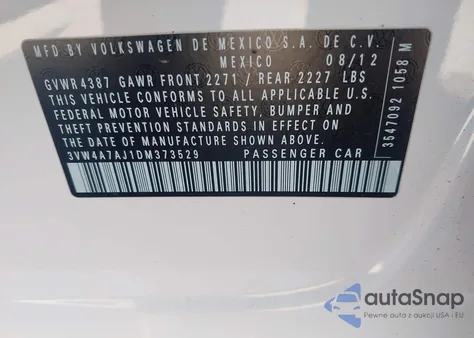 MFD BY VOLKSWAGEN DE MEXICO S.A. DE C.V.
MEXICO 08/12
GVWR 4387 GAWR FRONT 2271 / REAR 2227 LBS
THIS VEHICLE CONFORMS TO ALL APPLICABLE U.S.
FEDERAL MOTOR VEHICLE SAFETY, BUMPER AND
THEFT PREVENTION STANDARDS IN EFFECT ON
THE DATE OF MANUFACTURE SHOWN ABOVE.
3VW4A7AJ1DM373529 PASSENGER CAR
3547092 1058 M
autoSnap
Pewne auta z aukcji USA i EU